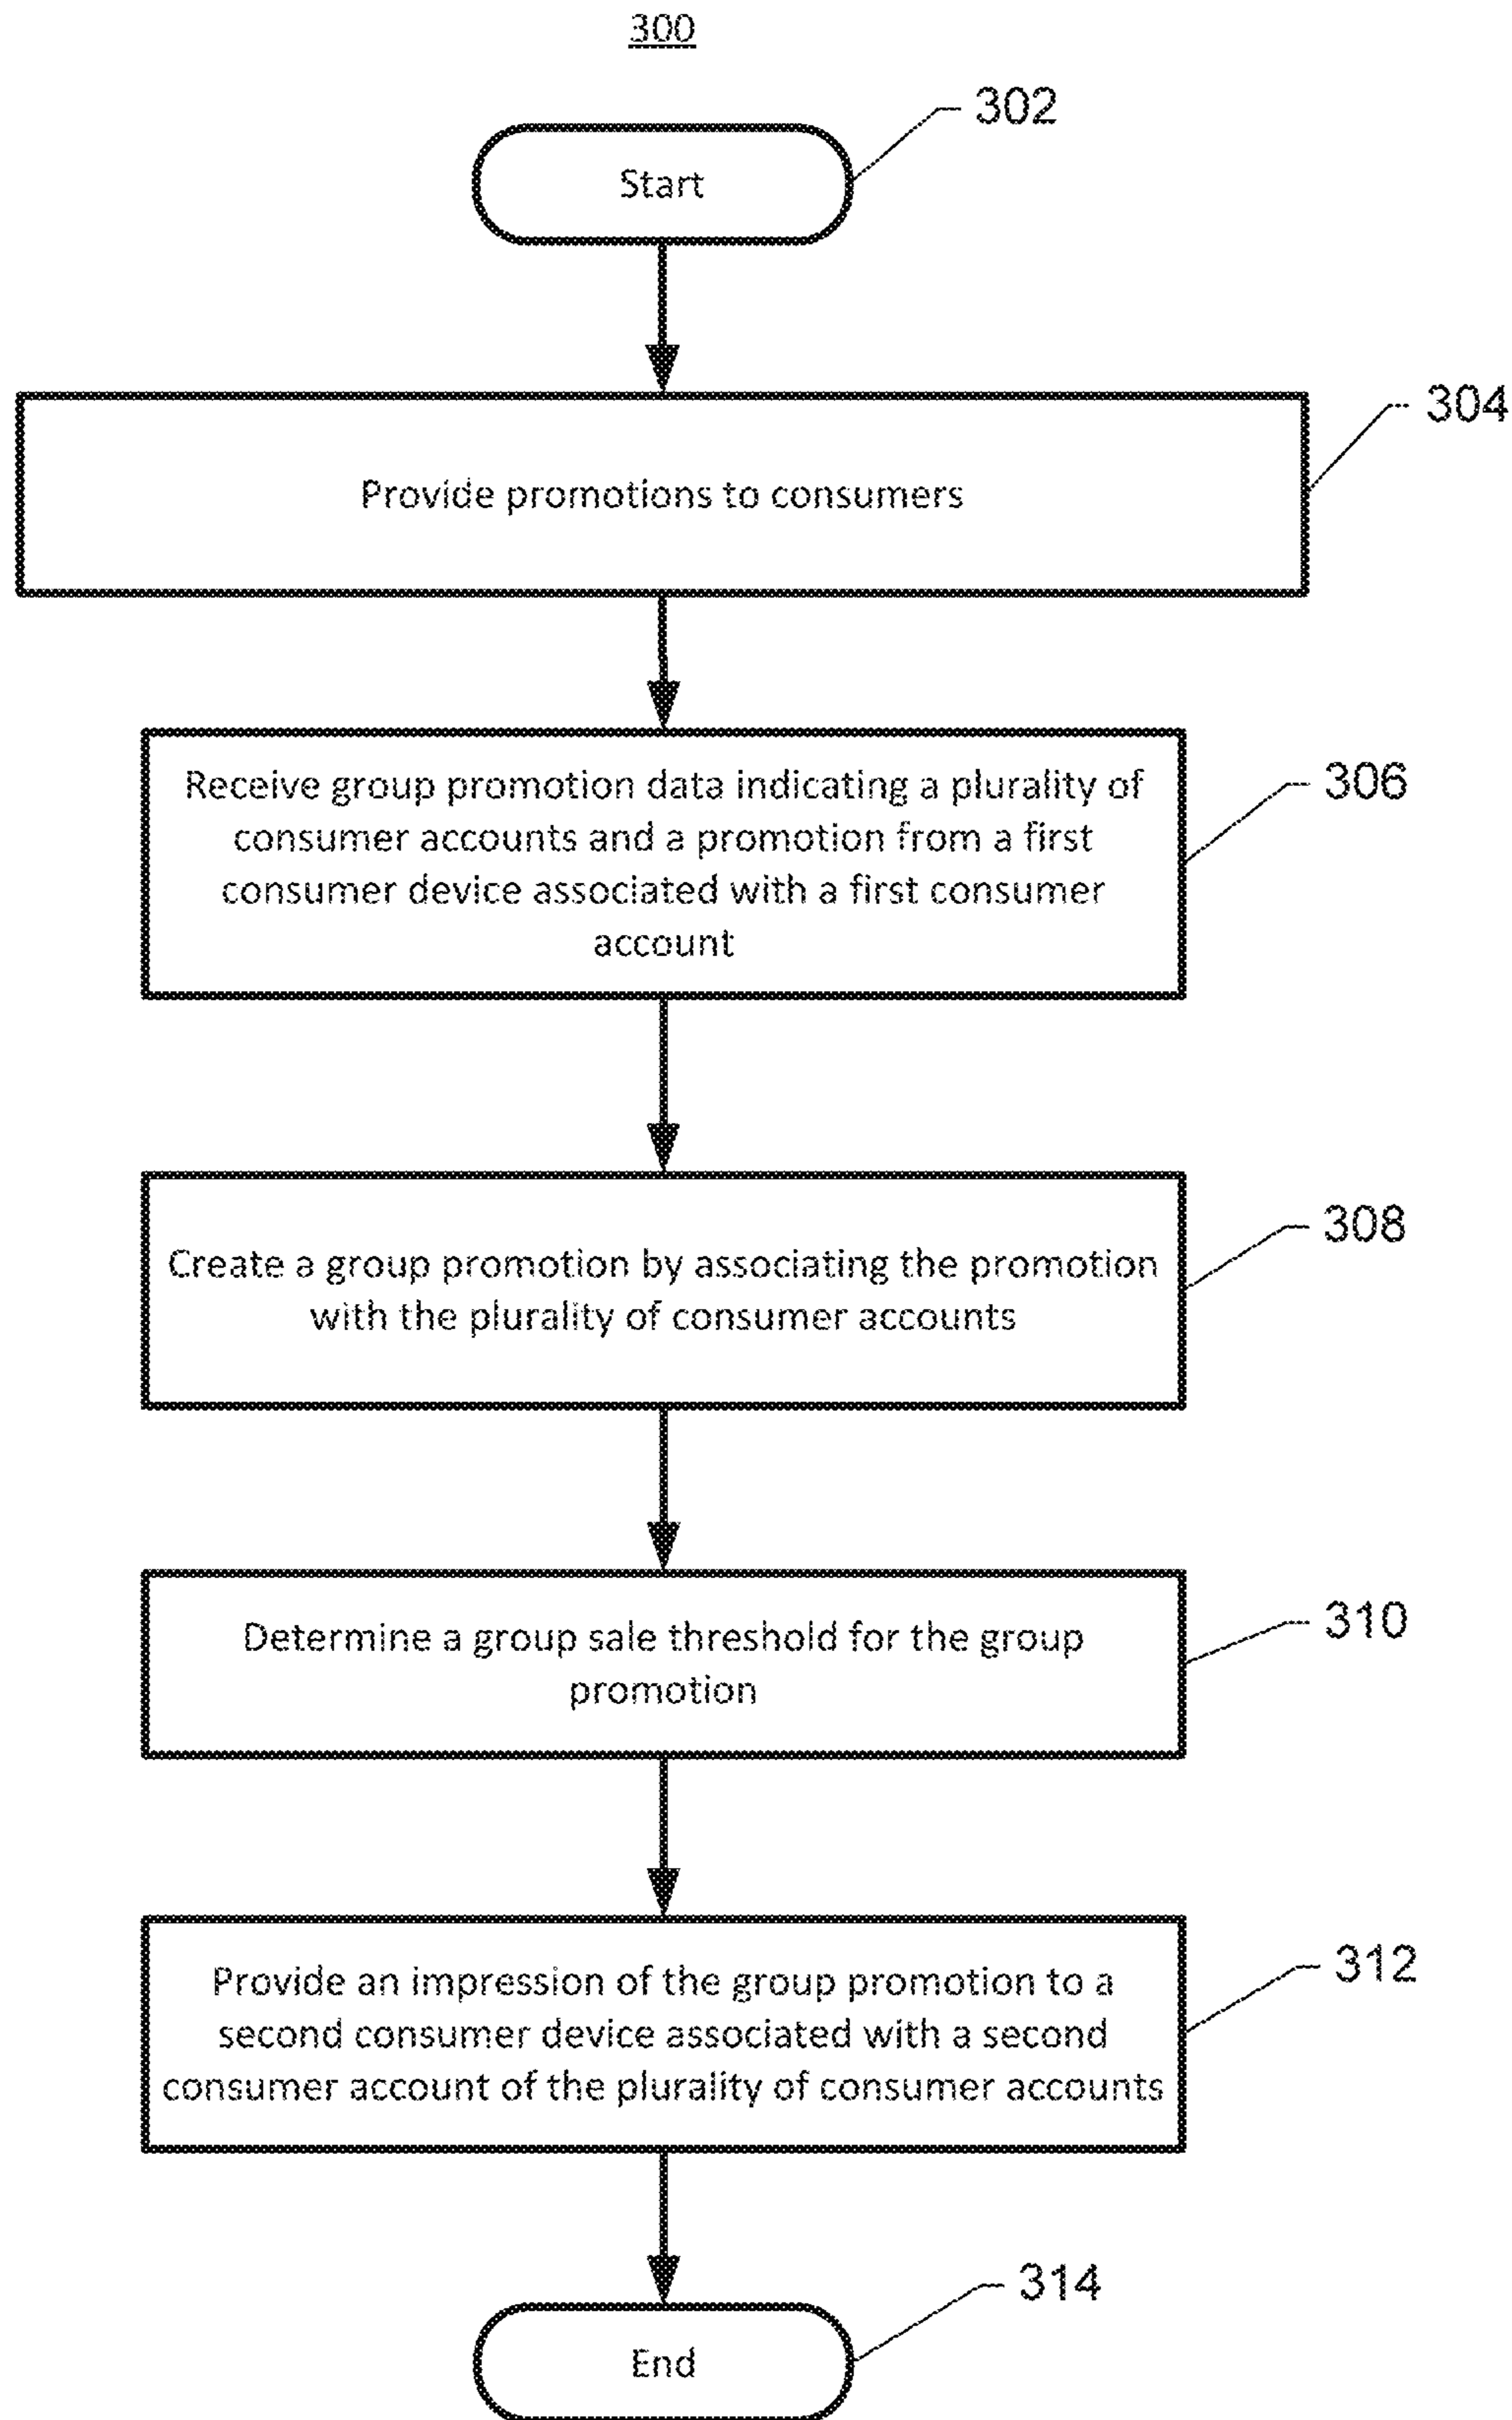 300
302
Start
304
Provide promotions to consumers
Receive group promotion data indicating a plurality of
consumer accounts and a promotion from a first
consumer device associated with a first consumer
account
306
Create a group promotion by associating the promotion
with the plurality of consumer accounts
308
Determine a group sale threshold for the group
promotion
310
Provide an impression of the group promotion to a
second consumer device associated with a second
consumer account of the plurality of consumer accounts
312
314
End